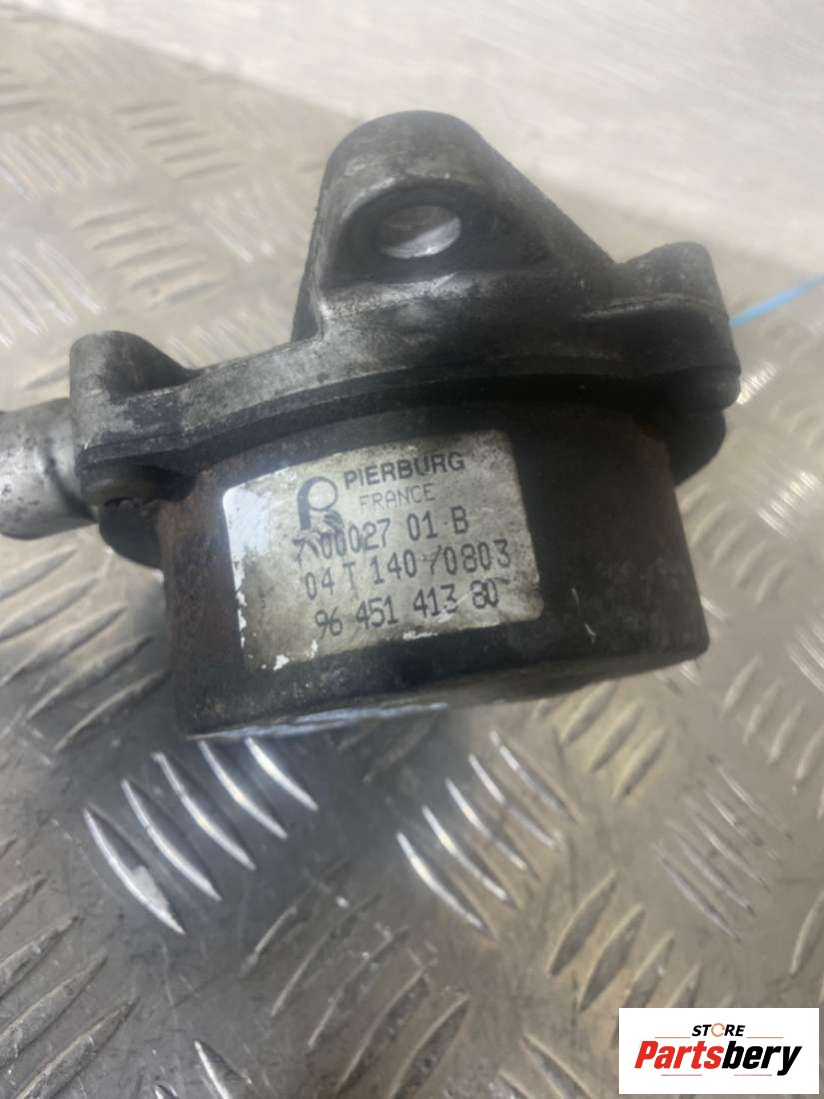 PIERBURG
FRANCE
7.00027 01 B
04 T 140 /0803
96 451 413 80
STORE
Partsbery